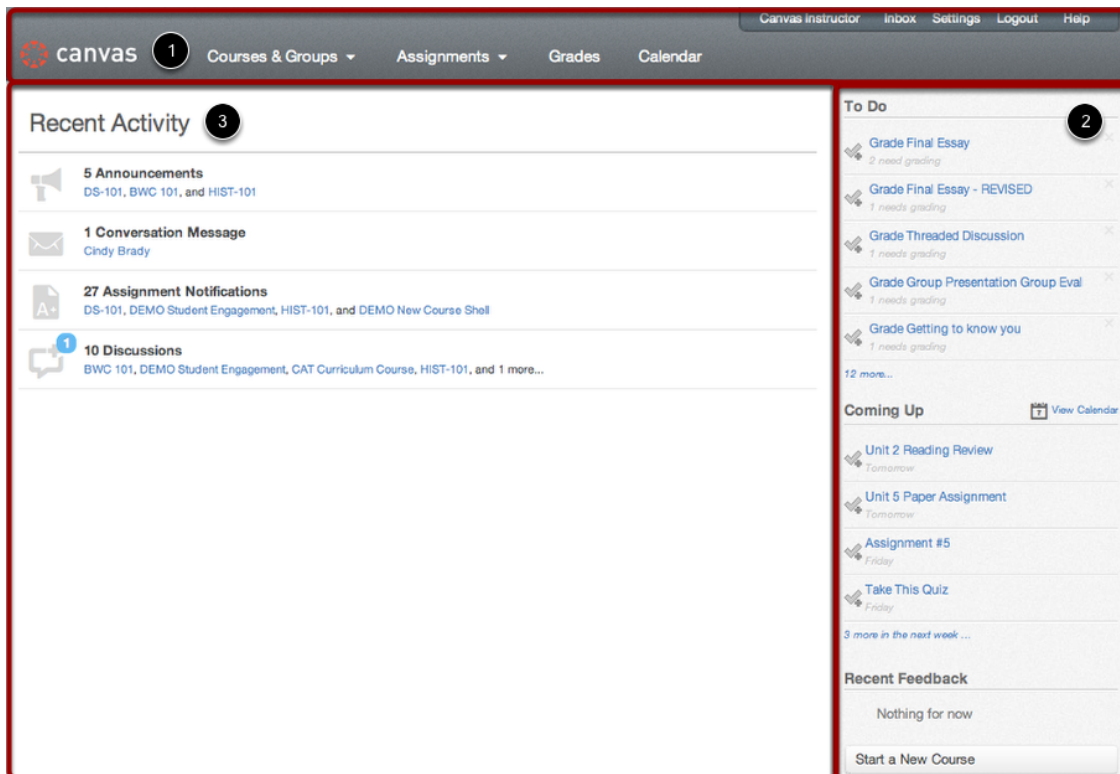 Canvas Instructor Inbox Settings Logout Help
canvas 1 Courses & Groups Assignments Grades Calendar
Recent Activity 3
5 Announcements
DS-101, BWC 101, and HIST-101
1 Conversation Message
Cindy Brady
A+
27 Assignment Notifications
DS-101, DEMO Student Engagement, HIST-101, and DEMO New Course Shell
1
10 Discussions
BWC 101, DEMO Student Engagement, CAT Curriculum Course, HIST-101, and 1 more...
To Do 2
Grade Final Essay
2 need grading
Grade Final Essay - REVISED
1 needs grading
Grade Threaded Discussion
1 needs grading
Grade Group Presentation Group Eval
1 needs grading
Grade Getting to know you
1 needs grading
12 more...
Coming Up 7 View Calendar
Unit 2 Reading Review
Tomorrow
Unit 5 Paper Assignment
Tomorrow
Assignment #5
Friday
Take This Quiz
Friday
3 more in the next week ...
Recent Feedback
Nothing for now
Start a New Course